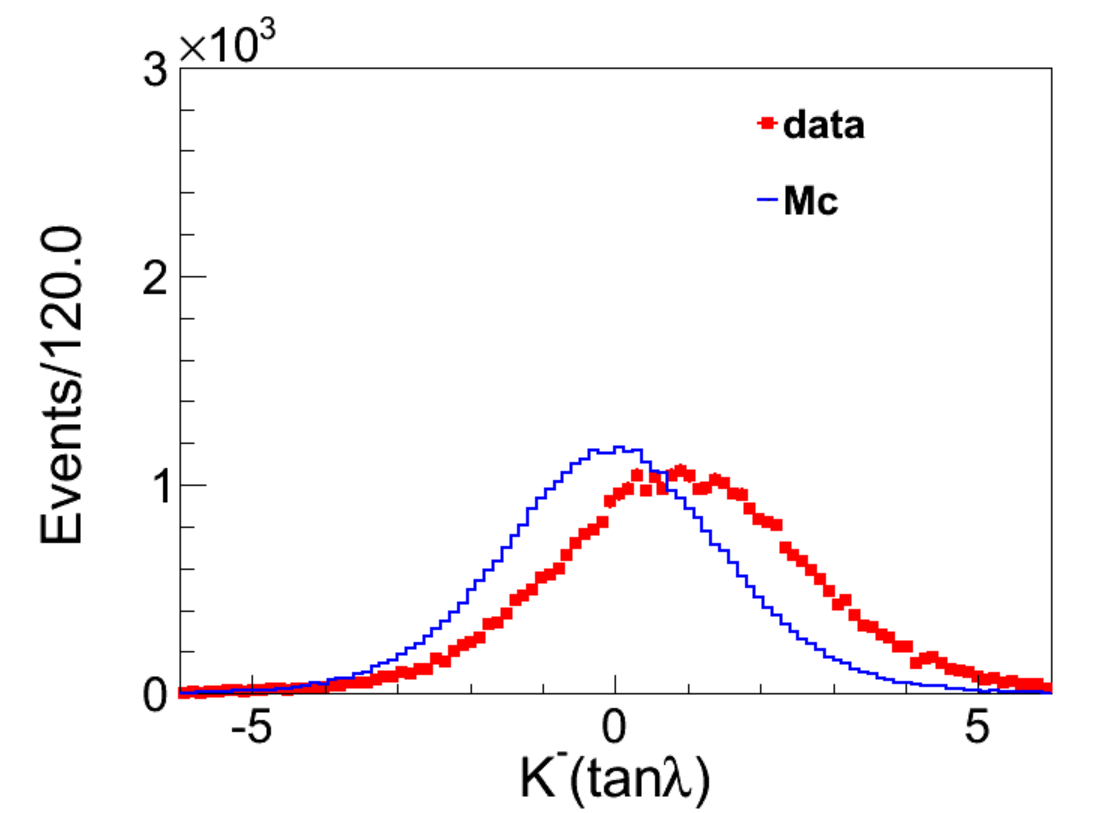 ×10³
3
2
1
0
Events/120.0
data
Mc
-5 0 5
K⁻(tanλ)